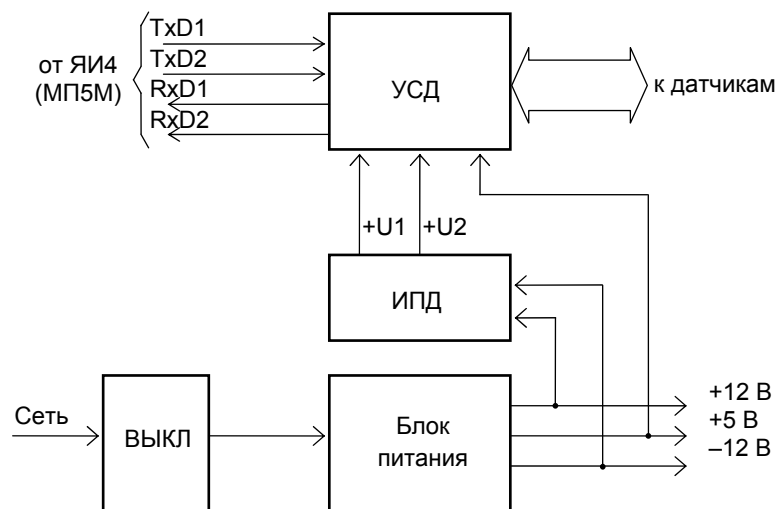 TxD1
TxD2
RxD1
RxD2
от ЯИ4
(МП5М)
УСД
к датчикам
+U1
+U2
ИПД
Сеть
ВЫКЛ
Блок
питания
+12 В
+5 В
–12 В